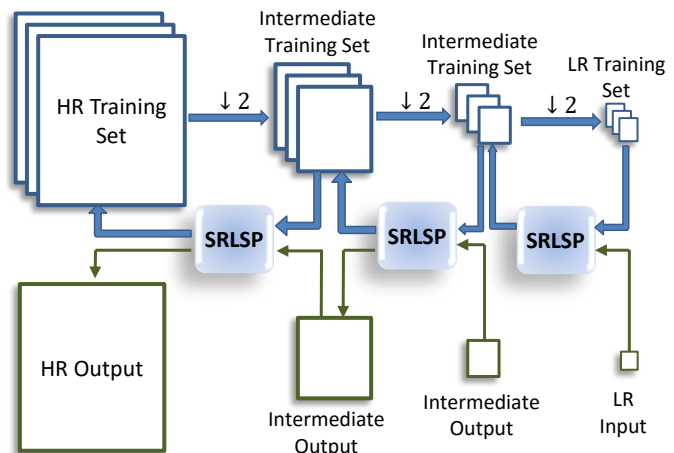 Intermediate
Training Set
Intermediate
Training Set
LR Training
Set
HR Training
Set
↓ 2
↓ 2
↓ 2
SRLSP
SRLSP
SRLSP
HR Output
Intermediate
Output
Intermediate
Output
LR
Input